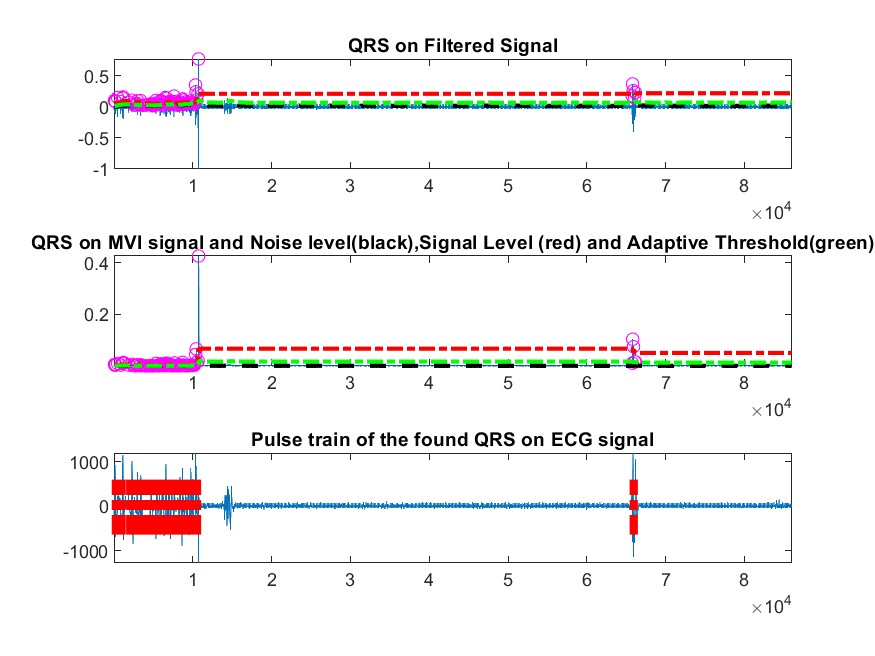 QRS on Filtered Signal
0.5
0
-0.5
-1
1 2 3 4 5 6 7 8
×10^4
QRS on MVI signal and Noise level(black),Signal Level (red) and Adaptive Threshold(green)
0.4
0.2
1 2 3 4 5 6 7 8
×10^4
Pulse train of the found QRS on ECG signal
1000
0
-1000
1 2 3 4 5 6 7 8
×10^4